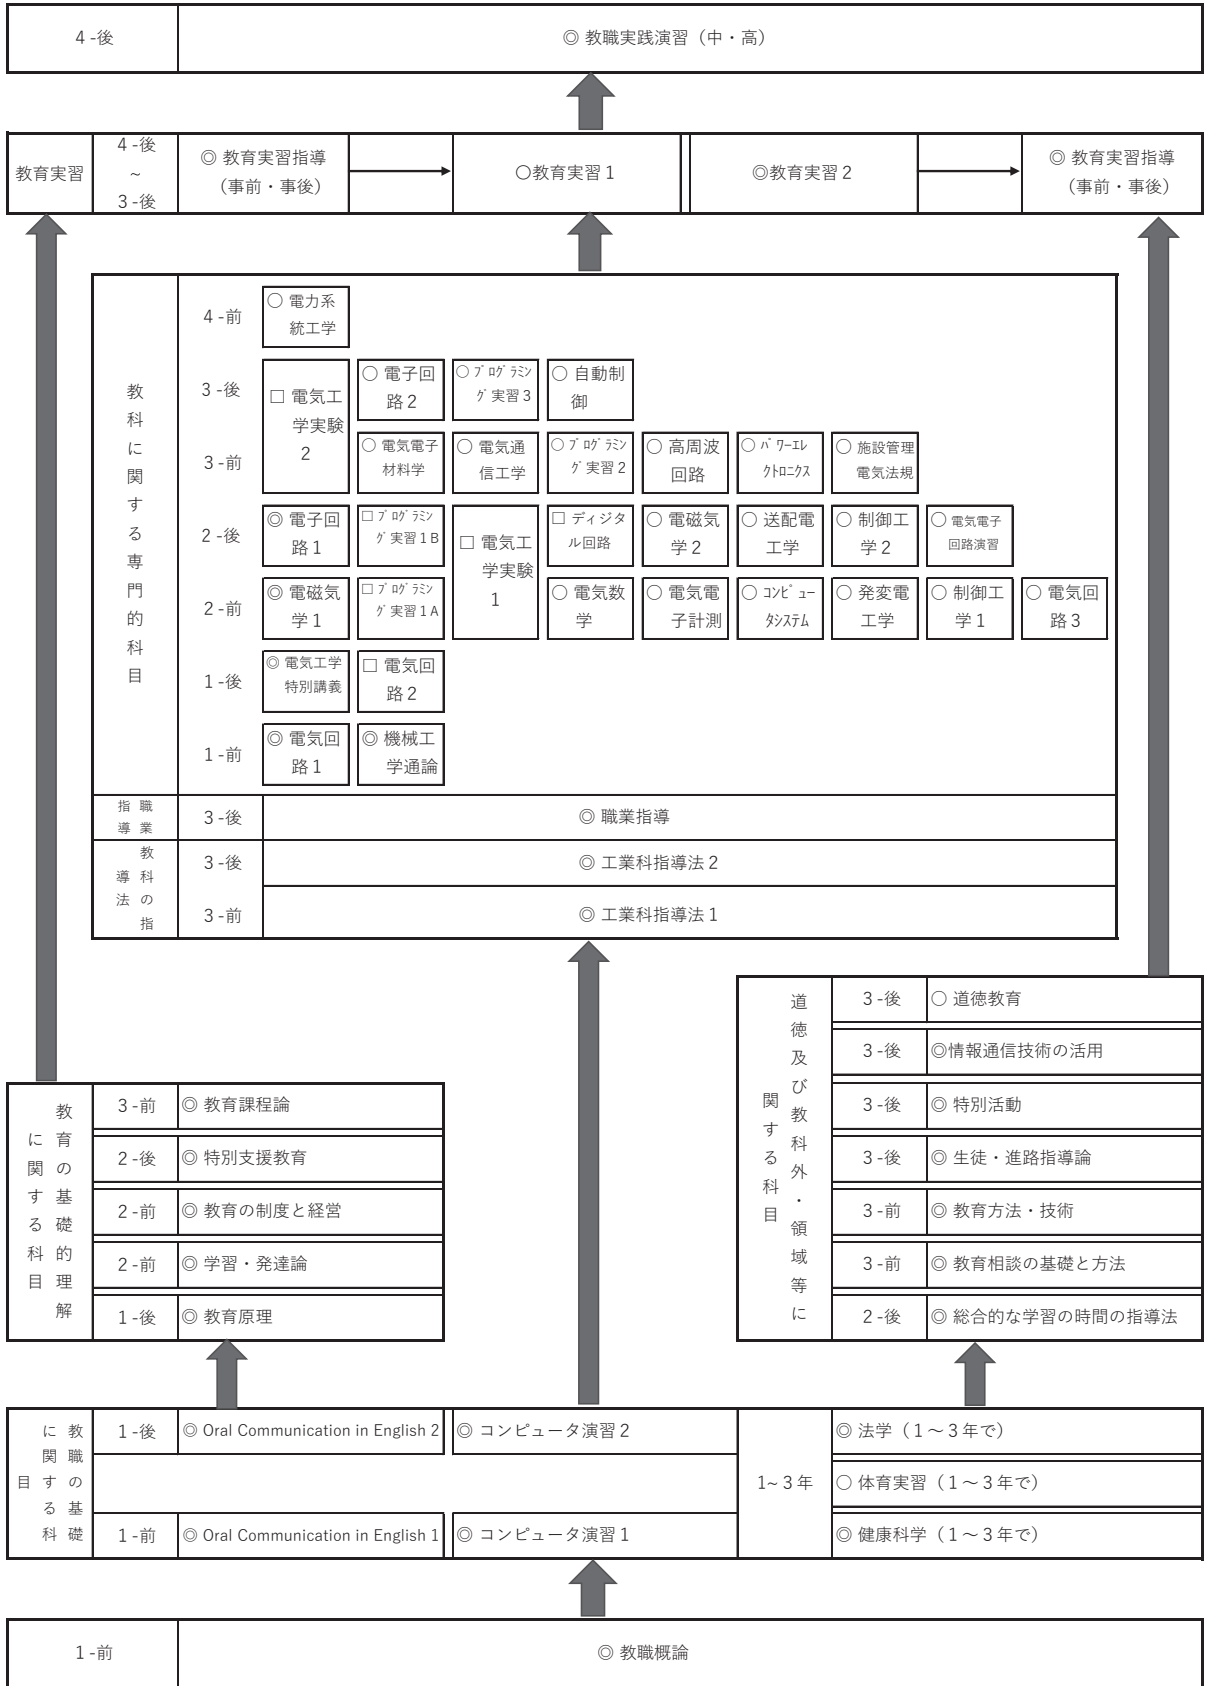 4-後
◎ 教職実践演習（中・高）
教育実習
4-後
~
3-後
◎ 教育実習指導
（事前・事後）
○教育実習1
◎教育実習2
◎ 教育実習指導
（事前・事後）
教科に関する専門的科目
4-前
○ 電力系
統工学
3-後
□ 電気工
学実験
2
○ 電子回
路2
○ プログラミン
グ実習3
○ 自動制
御
3-前
○ 電気電子
材料学
○ 電気通
信工学
○ プログラミン
グ実習2
○ 高周波
回路
○ パワーエレ
クトロニクス
○ 施設管理
電気法規
2-後
◎ 電子回
路1
□ プログラミン
グ実習1B
□ 電気工
学実験
1
□ ディジタ
ル回路
○ 電磁気
学2
○ 送配電
工学
○ 制御工
学2
○ 電気電子
回路演習
2-前
◎ 電磁気
学1
□ プログラミン
グ実習1A
○ 電気数
学
○ 電気電
子計測
○ コンピュー
タシステム
○ 発変電
工学
○ 制御工
学1
○ 電気回
路3
1-後
◎ 電気工学
特別講義
□ 電気回
路2
1-前
◎ 電気回
路1
◎ 機械工
学通論
職業
指導
3-後
◎ 職業指導
教科の指
導法
3-後
◎ 工業科指導法2
3-前
◎ 工業科指導法1
道徳及び教科外・領域等に
関する科目
3-後
○ 道徳教育
3-後
◎情報通信技術の活用
3-後
◎ 特別活動
3-後
◎ 生徒・進路指導論
3-前
◎ 教育方法・技術
3-前
◎ 教育相談の基礎と方法
2-後
◎ 総合的な学習の時間の指導法
教育の基礎的理解
に関する科目
3-前
◎ 教育課程論
2-後
◎ 特別支援教育
2-前
◎ 教育の制度と経営
2-前
◎ 学習・発達論
1-後
◎ 教育原理
教職の基礎
に関する科
目
1-後
◎ Oral Communication in English 2
◎ コンピュータ演習2
1-前
◎ Oral Communication in English 1
◎ コンピュータ演習1
1~3年
◎ 法学（1～3年で）
○ 体育実習（1～3年で）
◎ 健康科学（1～3年で）
1-前
◎ 教職概論